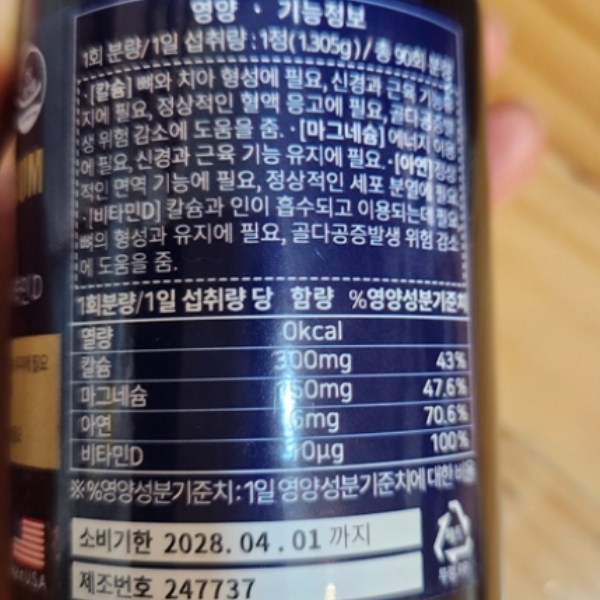 영양 · 기능정보
1회 분량/1일 섭취량 : 1정(1.305g) / 총 90회 분량
·[칼슘] 뼈와 치아 형성에 필요, 신경과 근육 기능 유
지에 필요, 정상적인 혈액 응고에 필요, 골다공증발
생 위험 감소에 도움을 줌. ·[마그네슘] 에너지 이용
에 필요, 신경과 근육 기능 유지에 필요 ·[아연] 정상
적인 면역 기능에 필요, 정상적인 세포 분열에 필요
·[비타민D] 칼슘과 인이 흡수되고 이용되는데 필요,
뼈의 형성과 유지에 필요, 골다공증발생 위험 감소
에 도움을 줌.
1회분량/1일 섭취량 당 함량 %영양성분기준치
열량 0kcal
칼슘 300mg 43%
마그네슘 47.6%
아연 70.6%
비타민D 100%
※%영양성분기준치:1일 영양성분기준치에 대한 비율
소비기한 2028.04.01 까지
제조번호 247737